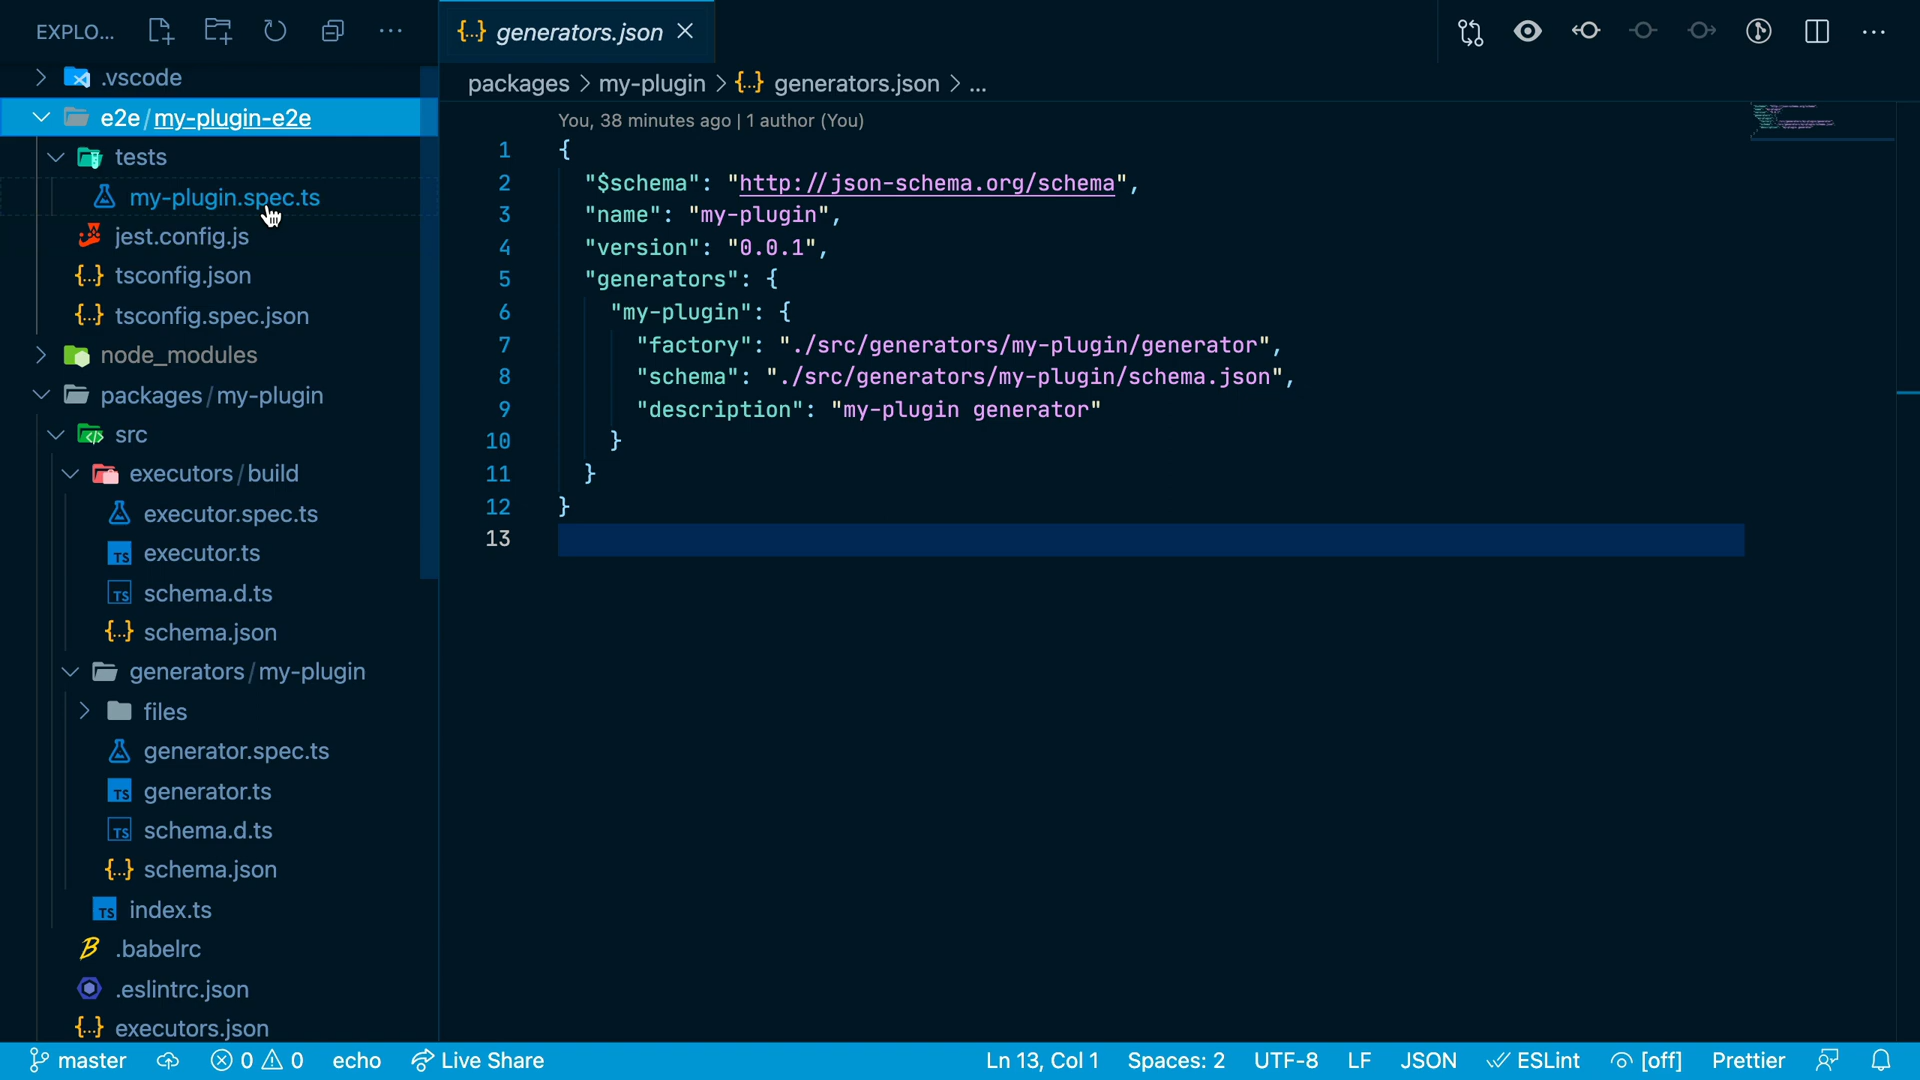 EXPLO...
.vscode
e2e / my-plugin-e2e
tests
my-plugin.spec.ts
jest.config.js
tsconfig.json
tsconfig.spec.json
node_modules
packages / my-plugin
src
executors / build
executor.spec.ts
executor.ts
schema.d.ts
schema.json
generators / my-plugin
files
generator.spec.ts
generator.ts
schema.d.ts
schema.json
index.ts
.babelrc
.eslintrc.json
executors.json
{..} generators.json
packages > my-plugin > {..} generators.json > ...
You, 38 minutes ago | 1 author (You)
1 {
2 "$schema": "http://json-schema.org/schema",
3 "name": "my-plugin",
4 "version": "0.0.1",
5 "generators": {
6 "my-plugin": {
7 "factory": "./src/generators/my-plugin/generator",
8 "schema": "./src/generators/my-plugin/schema.json",
9 "description": "my-plugin generator"
10 }
11 }
12 }
13
master 0 0 echo Live Share Ln 13, Col 1 Spaces: 2 UTF-8 LF JSON ESLint [off] Prettier